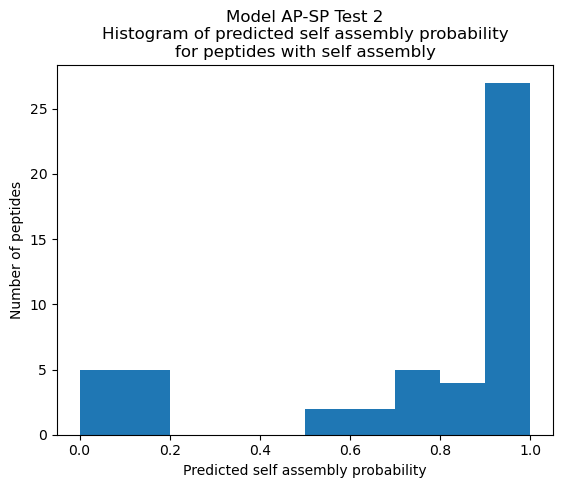 Model AP-SP Test 2
Histogram of predicted self assembly probability
for peptides with self assembly
Number of peptides
25
20
15
10
5
0
0.0 0.2 0.4 0.6 0.8 1.0
Predicted self assembly probability